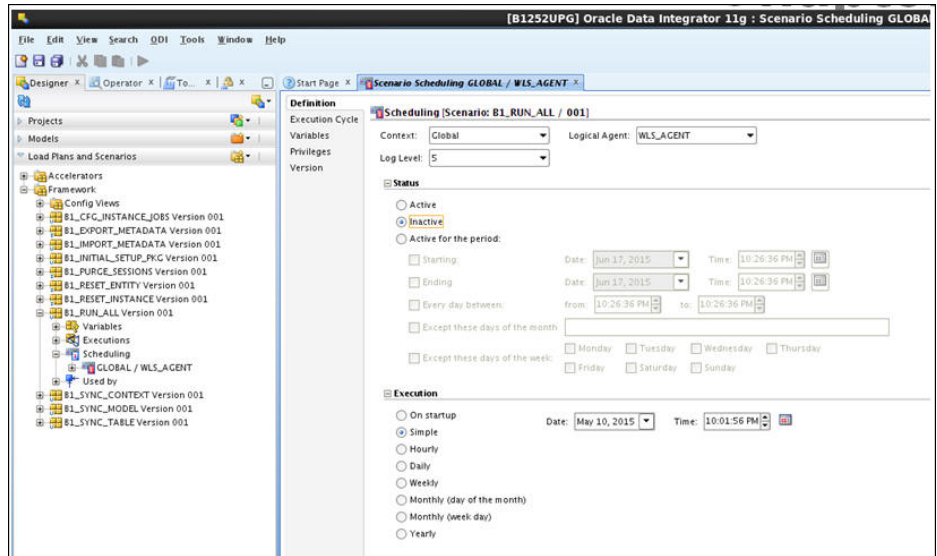 [B1252UPG] Oracle Data Integrator 11g : Scenario Scheduling GLOBA
File Edit View Search ODI Tools Window Help
Designer x Operator x To... x x
Start Page x Scenario Scheduling GLOBAL / WLS_AGENT x
Projects
Models
Load Plans and Scenarios
Accelerators
Framework
Config Views
B1_CFG_INSTANCE_JOBS Version 001
B1_EXPORT_METADATA Version 001
B1_IMPORT_METADATA Version 001
B1_INITIAL_SETUP_PKG Version 001
B1_PURGE_SESSIONS Version 001
B1_RESET_ENTITY Version 001
B1_RESET_INSTANCE Version 001
B1_RUN_ALL Version 001
Variables
Executions
Scheduling
GLOBAL / WLS_AGENT
Used by
B1_SYNC_CONTEXT Version 001
B1_SYNC_MODEL Version 001
B1_SYNC_TABLE Version 001
Definition
Execution Cycle
Variables
Privileges
Version
Scheduling [Scenario: B1_RUN_ALL / 001]
Context: Global Logical Agent: WLS_AGENT
Log Level: 5
Status
Active
Inactive
Active for the period:
Starting: Date: Jun 17, 2015 Time: 10:26:36 PM
Ending Date: Jun 17, 2015 Time: 10:26:36 PM
Every day between: from: 10:26:36 PM to: 10:26:36 PM
Except these days of the month
Except these days of the week: Monday Tuesday Wednesday Thursday
Friday Saturday Sunday
Execution
On startup Date: May 10, 2015 Time: 10:01:56 PM
Simple
Hourly
Daily
Weekly
Monthly (day of the month)
Monthly (week day)
Yearly